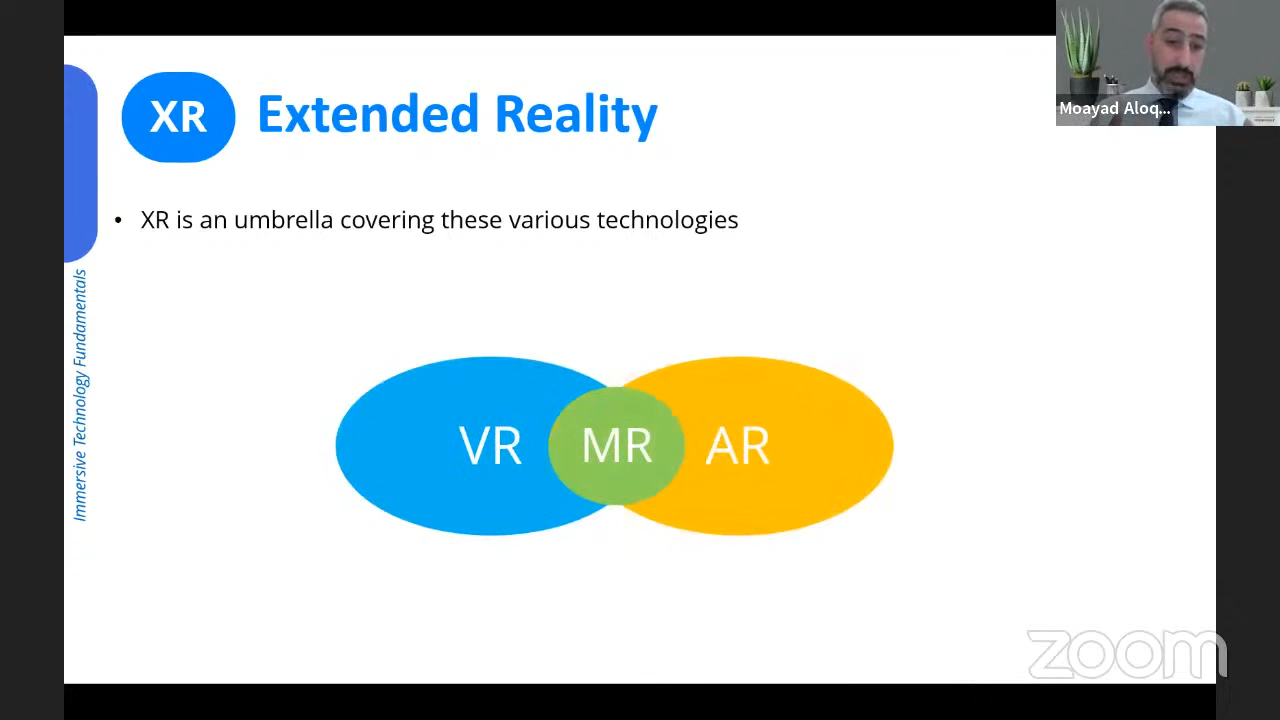 XR Extended Reality
Moayad Aloq...
• XR is an umbrella covering these various technologies
Immersive Technology Fundamentals
VR MR AR
zoom